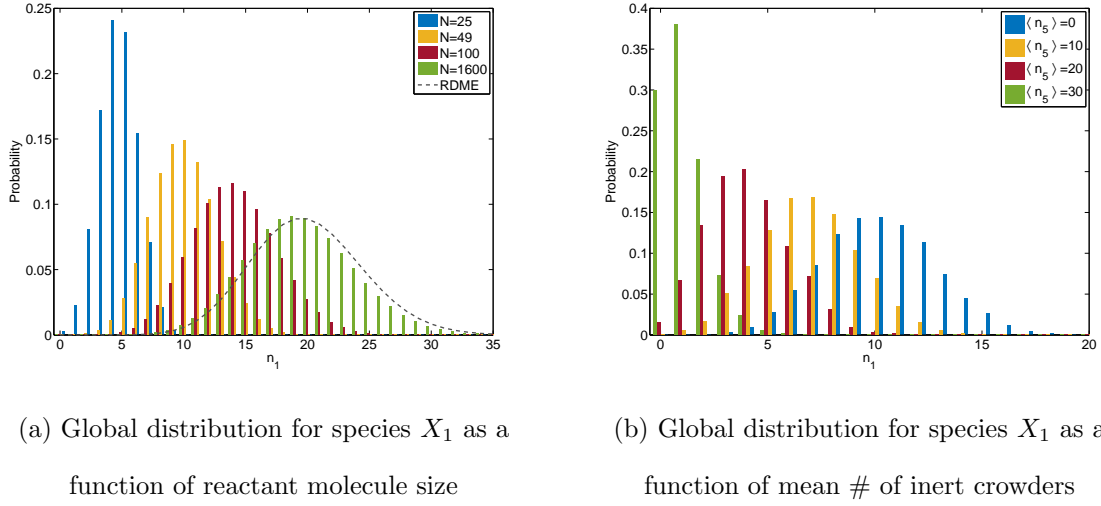 0.25
0.2
0.15
0.1
0.05
0
Probability
0 5 10 15 20 25 30 35
n1
N=25
N=49
N=100
N=1600
RDME
0.4
0.35
0.3
0.25
0.2
0.15
0.1
0.05
0
Probability
0 5 10 15 20
n1
⟨ n5 ⟩=0
⟨ n5 ⟩=10
⟨ n5 ⟩=20
⟨ n5 ⟩=30
(a) Global distribution for species X1 as a
function of reactant molecule size
(b) Global distribution for species X1 as a
function of mean # of inert crowders